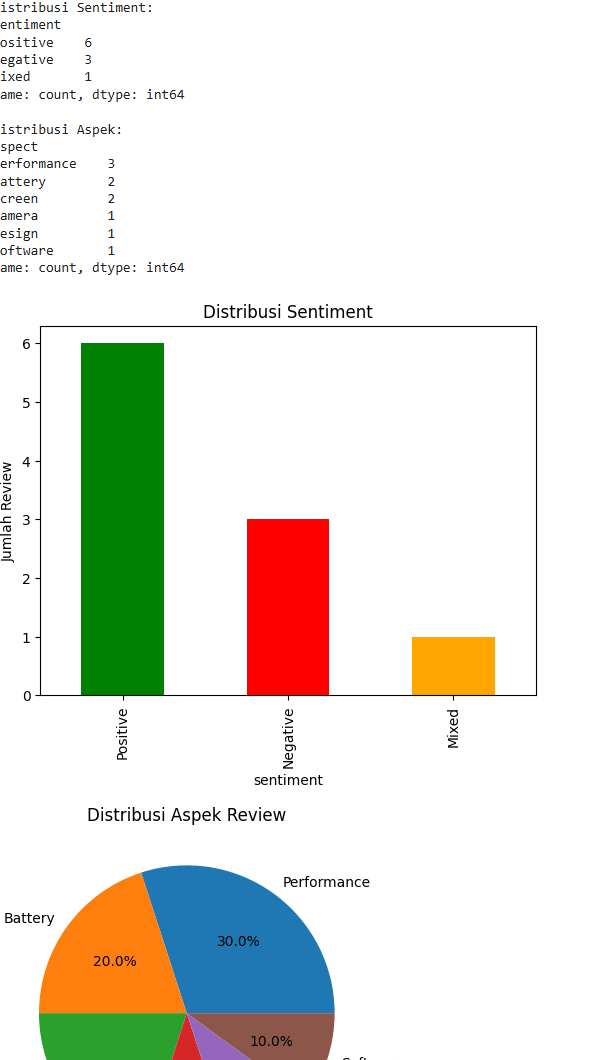 istribusi Sentiment:
entiment
ositive 6
egative 3
ixed 1
ame: count, dtype: int64
istribusi Aspek:
spect
erformance 3
attery 2
creen 2
amera 1
esign 1
oftware 1
ame: count, dtype: int64
Distribusi Sentiment
6
5
4
3
2
1
0
Jumlah Review
Positive
Negative
Mixed
sentiment
Distribusi Aspek Review
Performance
Battery
30.0%
20.0%
10.0%